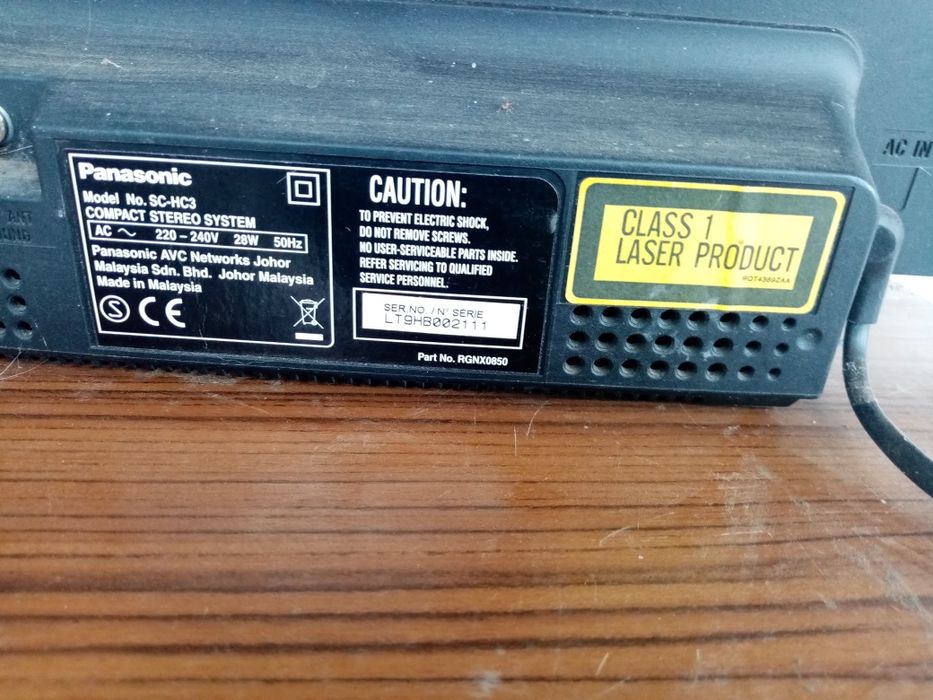 Panasonic
Model No. SC-HC3
COMPACT STEREO SYSTEM
AC ~ 220-240V 28W 50Hz
Panasonic AVC Networks Johor
Malaysia Sdn. Bhd. Johor Malaysia
Made in Malaysia
S CE
CAUTION:
TO PREVENT ELECTRIC SHOCK,
DO NOT REMOVE SCREWS.
NO USER-SERVICEABLE PARTS INSIDE.
REFER SERVICING TO QUALIFIED
SERVICE PERSONNEL.
SER.NO. / N° SÉRIE
LT9HB002111
Part No. RGNX0850
CLASS 1
LASER PRODUCT
RQT4369ZAA
AC IN
ANT